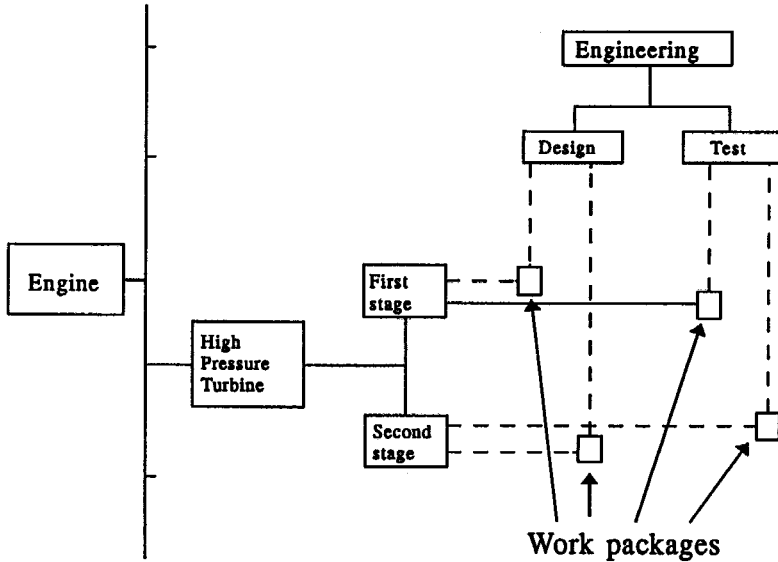 Engineering
Design
Test
Engine
First
stage
High
Pressure
Turbine
Second
stage
Work packages